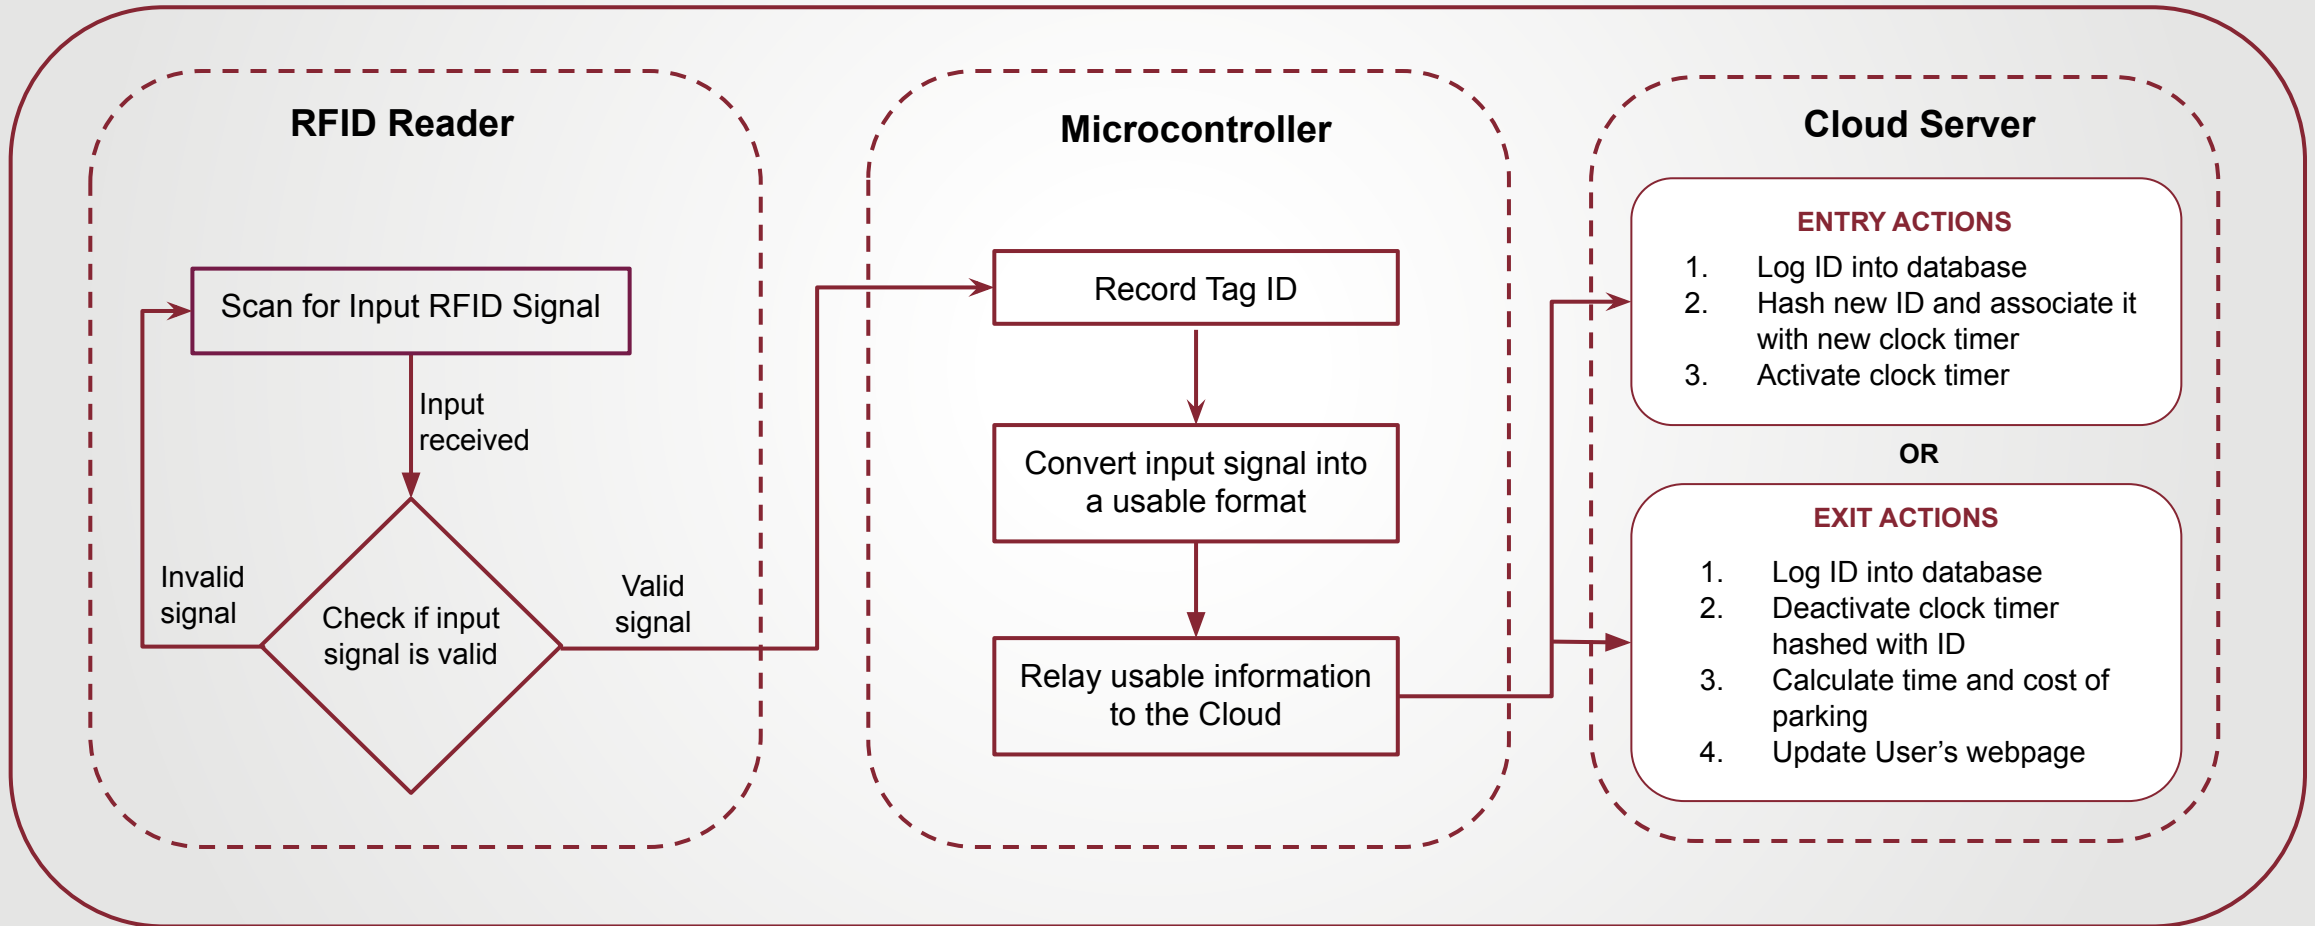 RFID Reader
Scan for Input RFID Signal
Input
received
Invalid
signal
Check if input
signal is valid
Valid
signal
Microcontroller
Record Tag ID
Convert input signal into
a usable format
Relay usable information
to the Cloud
Cloud Server
ENTRY ACTIONS
1. Log ID into database
2. Hash new ID and associate it
with new clock timer
3. Activate clock timer
OR
EXIT ACTIONS
1. Log ID into database
2. Deactivate clock timer
hashed with ID
3. Calculate time and cost of
parking
4. Update User’s webpage